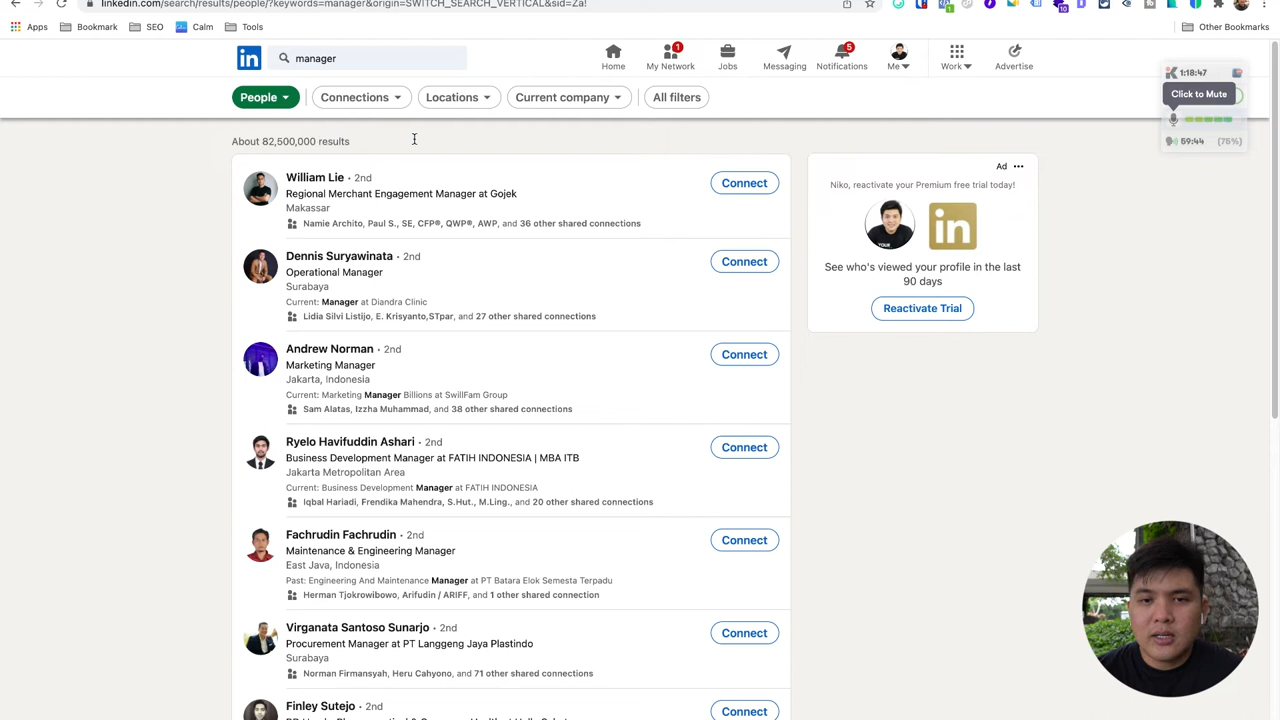 linkedin.com/search/results/people/?keywords=manager&origin=SWITCH_SEARCH_VERTICAL&sid=Za!
Apps
Bookmark
SEO
Calm
Tools
Other Bookmarks
in
manager
Home
1
My Network
Jobs
Messaging
5
Notifications
Me
Work
Advertise
1:18:47
Click to Mute
59:44 (75%)
People
Connections
Locations
Current company
All filters
About 82,500,000 results
William Lie • 2nd
Regional Merchant Engagement Manager at Gojek
Makassar
Namie Archito, Paul S., SE, CFP®, QWP®, AWP, and 36 other shared connections
Connect
Dennis Suryawinata • 2nd
Operational Manager
Surabaya
Current: Manager at Diandra Clinic
Lidia Silvi Listijo, E. Krisyanto,STpar, and 27 other shared connections
Connect
Andrew Norman • 2nd
Marketing Manager
Jakarta, Indonesia
Current: Marketing Manager Billions at SwillFam Group
Sam Alatas, Izzha Muhammad, and 38 other shared connections
Connect
Ryelo Havifuddin Ashari • 2nd
Business Development Manager at FATIH INDONESIA | MBA ITB
Jakarta Metropolitan Area
Current: Business Development Manager at FATIH INDONESIA
Iqbal Hariadi, Frendika Mahendra, S.Hut., M.Ling., and 20 other shared connections
Connect
Fachrudin Fachrudin • 2nd
Maintenance & Engineering Manager
East Java, Indonesia
Past: Engineering And Maintenance Manager at PT Batara Elok Semesta Terpadu
Herman Tjokrowibowo, Arifudin / ARIFF, and 1 other shared connection
Connect
Virganata Santoso Sunarjo • 2nd
Procurement Manager at PT Langgeng Jaya Plastindo
Surabaya
Norman Firmansyah, Heru Cahyono, and 71 other shared connections
Connect
Finley Sutejo • 2nd
Connect
Ad •••
Niko, reactivate your Premium free trial today!
in
See who's viewed your profile in the last
90 days
Reactivate Trial